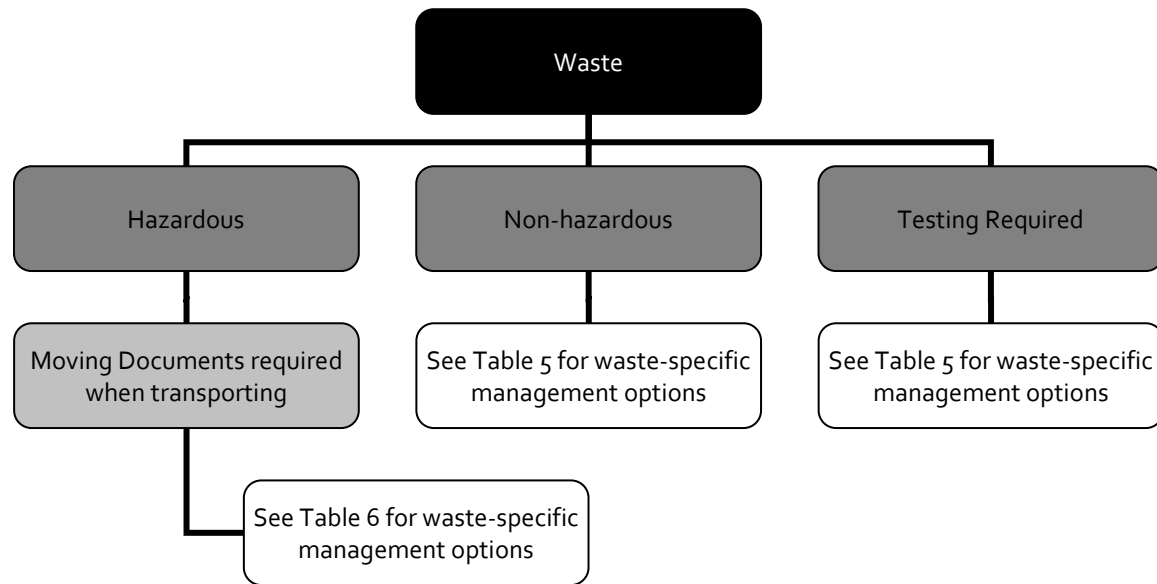 Waste
Hazardous
Non-hazardous
Testing Required
Moving Documents required
when transporting
See Table 5 for waste-specific
management options
See Table 5 for waste-specific
management options
See Table 6 for waste-specific
management options